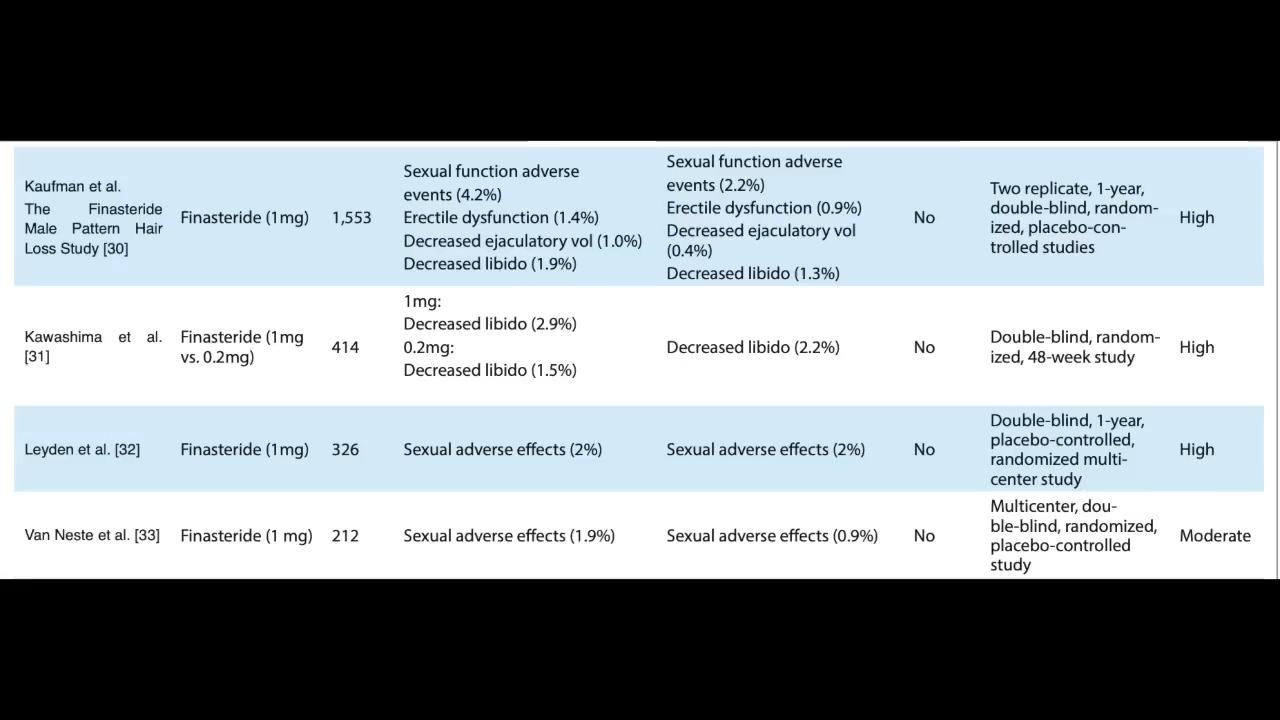 Kaufman et al.
The Finasteride
Male Pattern Hair
Loss Study [30]
Finasteride (1mg)
1,553
Sexual function adverse
events (4.2%)
Erectile dysfunction (1.4%)
Decreased ejaculatory vol (1.0%)
Decreased libido (1.9%)
Sexual function adverse
events (2.2%)
Erectile dysfunction (0.9%)
Decreased ejaculatory vol
(0.4%)
Decreased libido (1.3%)
No
Two replicate, 1-year,
double-blind, random-
ized, placebo-con-
trolled studies
High
Kawashima et al.
[31]
Finasteride (1mg
vs. 0.2mg)
414
1mg:
Decreased libido (2.9%)
0.2mg:
Decreased libido (1.5%)
Decreased libido (2.2%)
No
Double-blind, random-
ized, 48-week study
High
Leyden et al. [32]
Finasteride (1mg)
326
Sexual adverse effects (2%)
Sexual adverse effects (2%)
No
Double-blind, 1-year,
placebo-controlled,
randomized multi-
center study
High
Van Neste et al. [33]
Finasteride (1 mg)
212
Sexual adverse effects (1.9%)
Sexual adverse effects (0.9%)
No
Multicenter, dou-
ble-blind, randomized,
placebo-controlled
study
Moderate